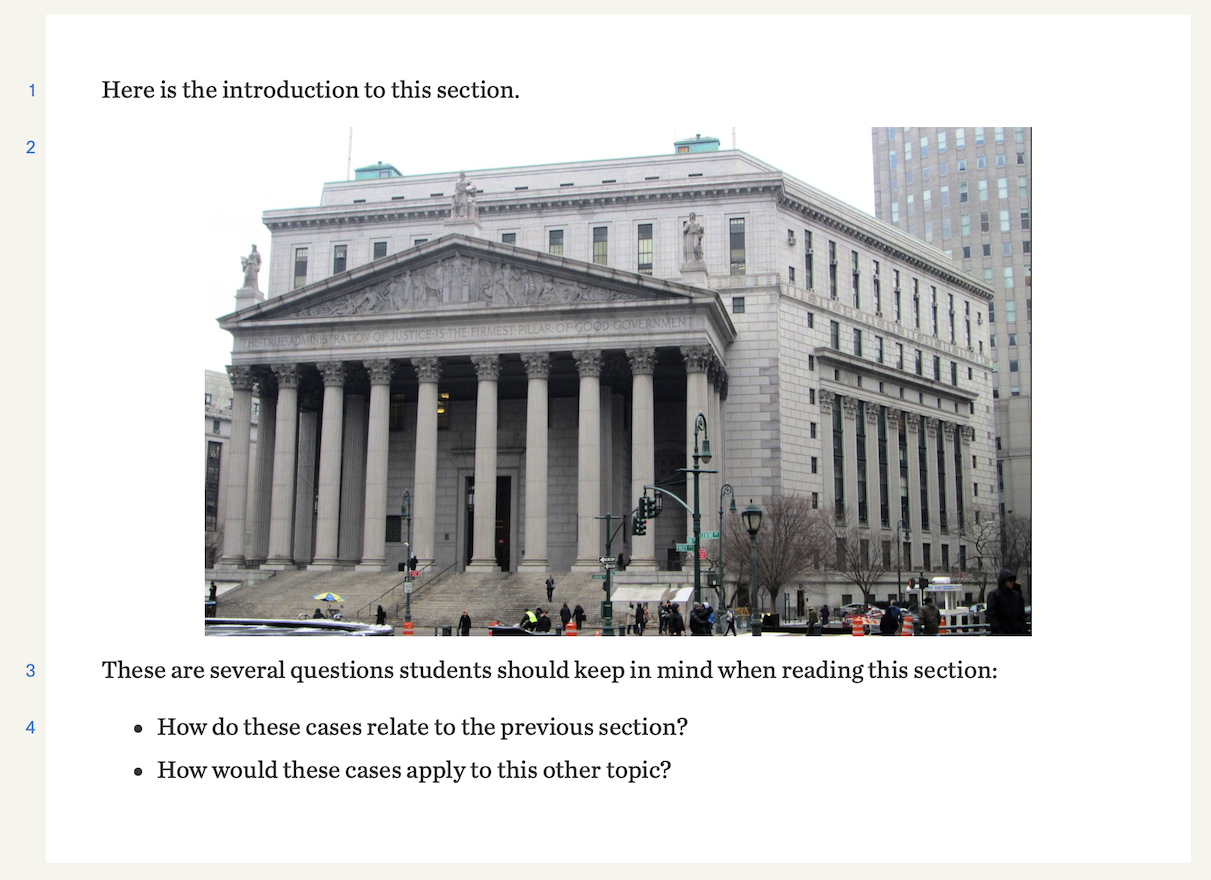 1 Here is the introduction to this section.
2
THE TRUE ADMINISTRATION OF JUSTICE IS THE FIRMEST PILLAR OF GOOD GOVERNMENT
3 These are several questions students should keep in mind when reading this section:
4 • How do these cases relate to the previous section?
• How would these cases apply to this other topic?